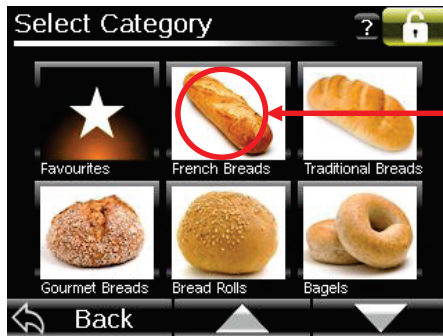 Select Category ?
Favourites French Breads Traditional Breads
Gourmet Breads Bread Rolls Bagels
Back